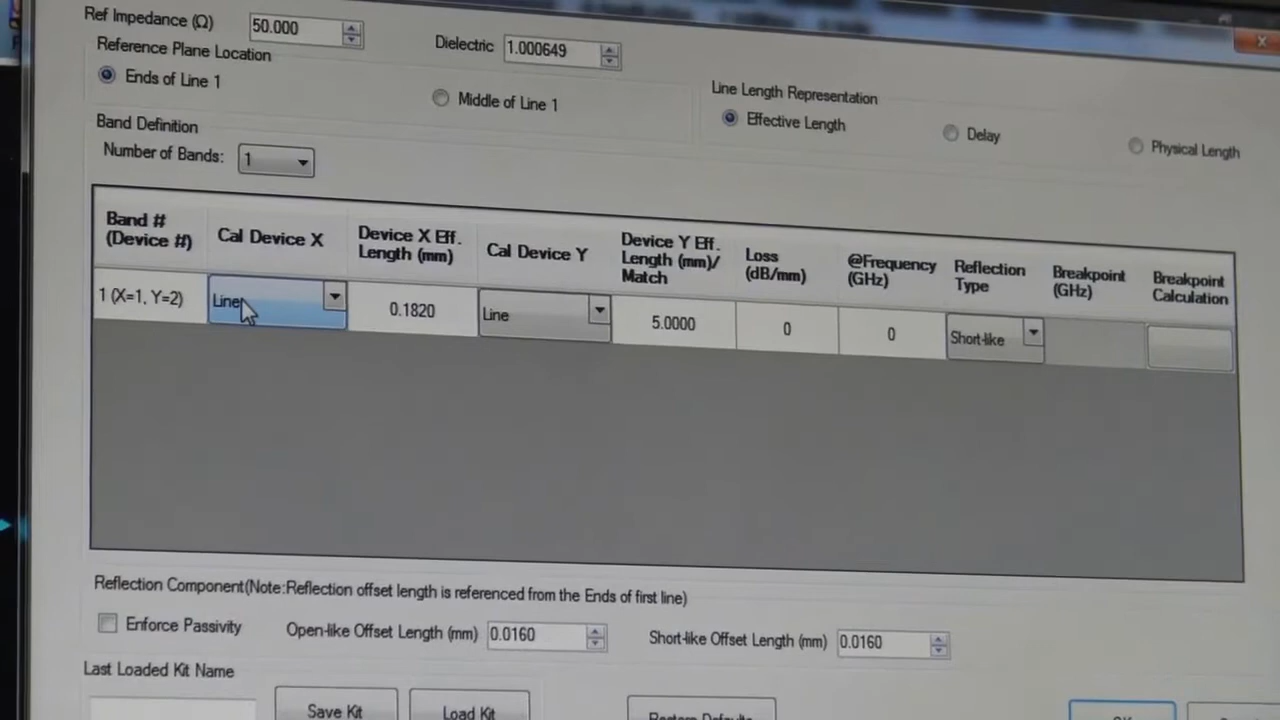 Ref Impedance (Ω) 50.000 Dielectric 1.000649
Reference Plane Location
Ends of Line 1 Middle of Line 1
Line Length Representation
Effective Length Delay Physical Length
Band Definition
Number of Bands: 1
Band # (Device #) Cal Device X Device X Eff. Length (mm) Cal Device Y Device Y Eff. Length (mm)/ Match Loss (dB/mm) @Frequency (GHz) Reflection Type Breakpoint (GHz) Breakpoint Calculation
1 (X=1, Y=2) Line 0.1820 Line 5.0000 0 0 Short-like
Reflection Component(Note:Reflection offset length is referenced from the Ends of first line)
Enforce Passivity Open-like Offset Length (mm) 0.0160 Short-like Offset Length (mm) 0.0160
Last Loaded Kit Name
Save Kit Load Kit Restore Defaults